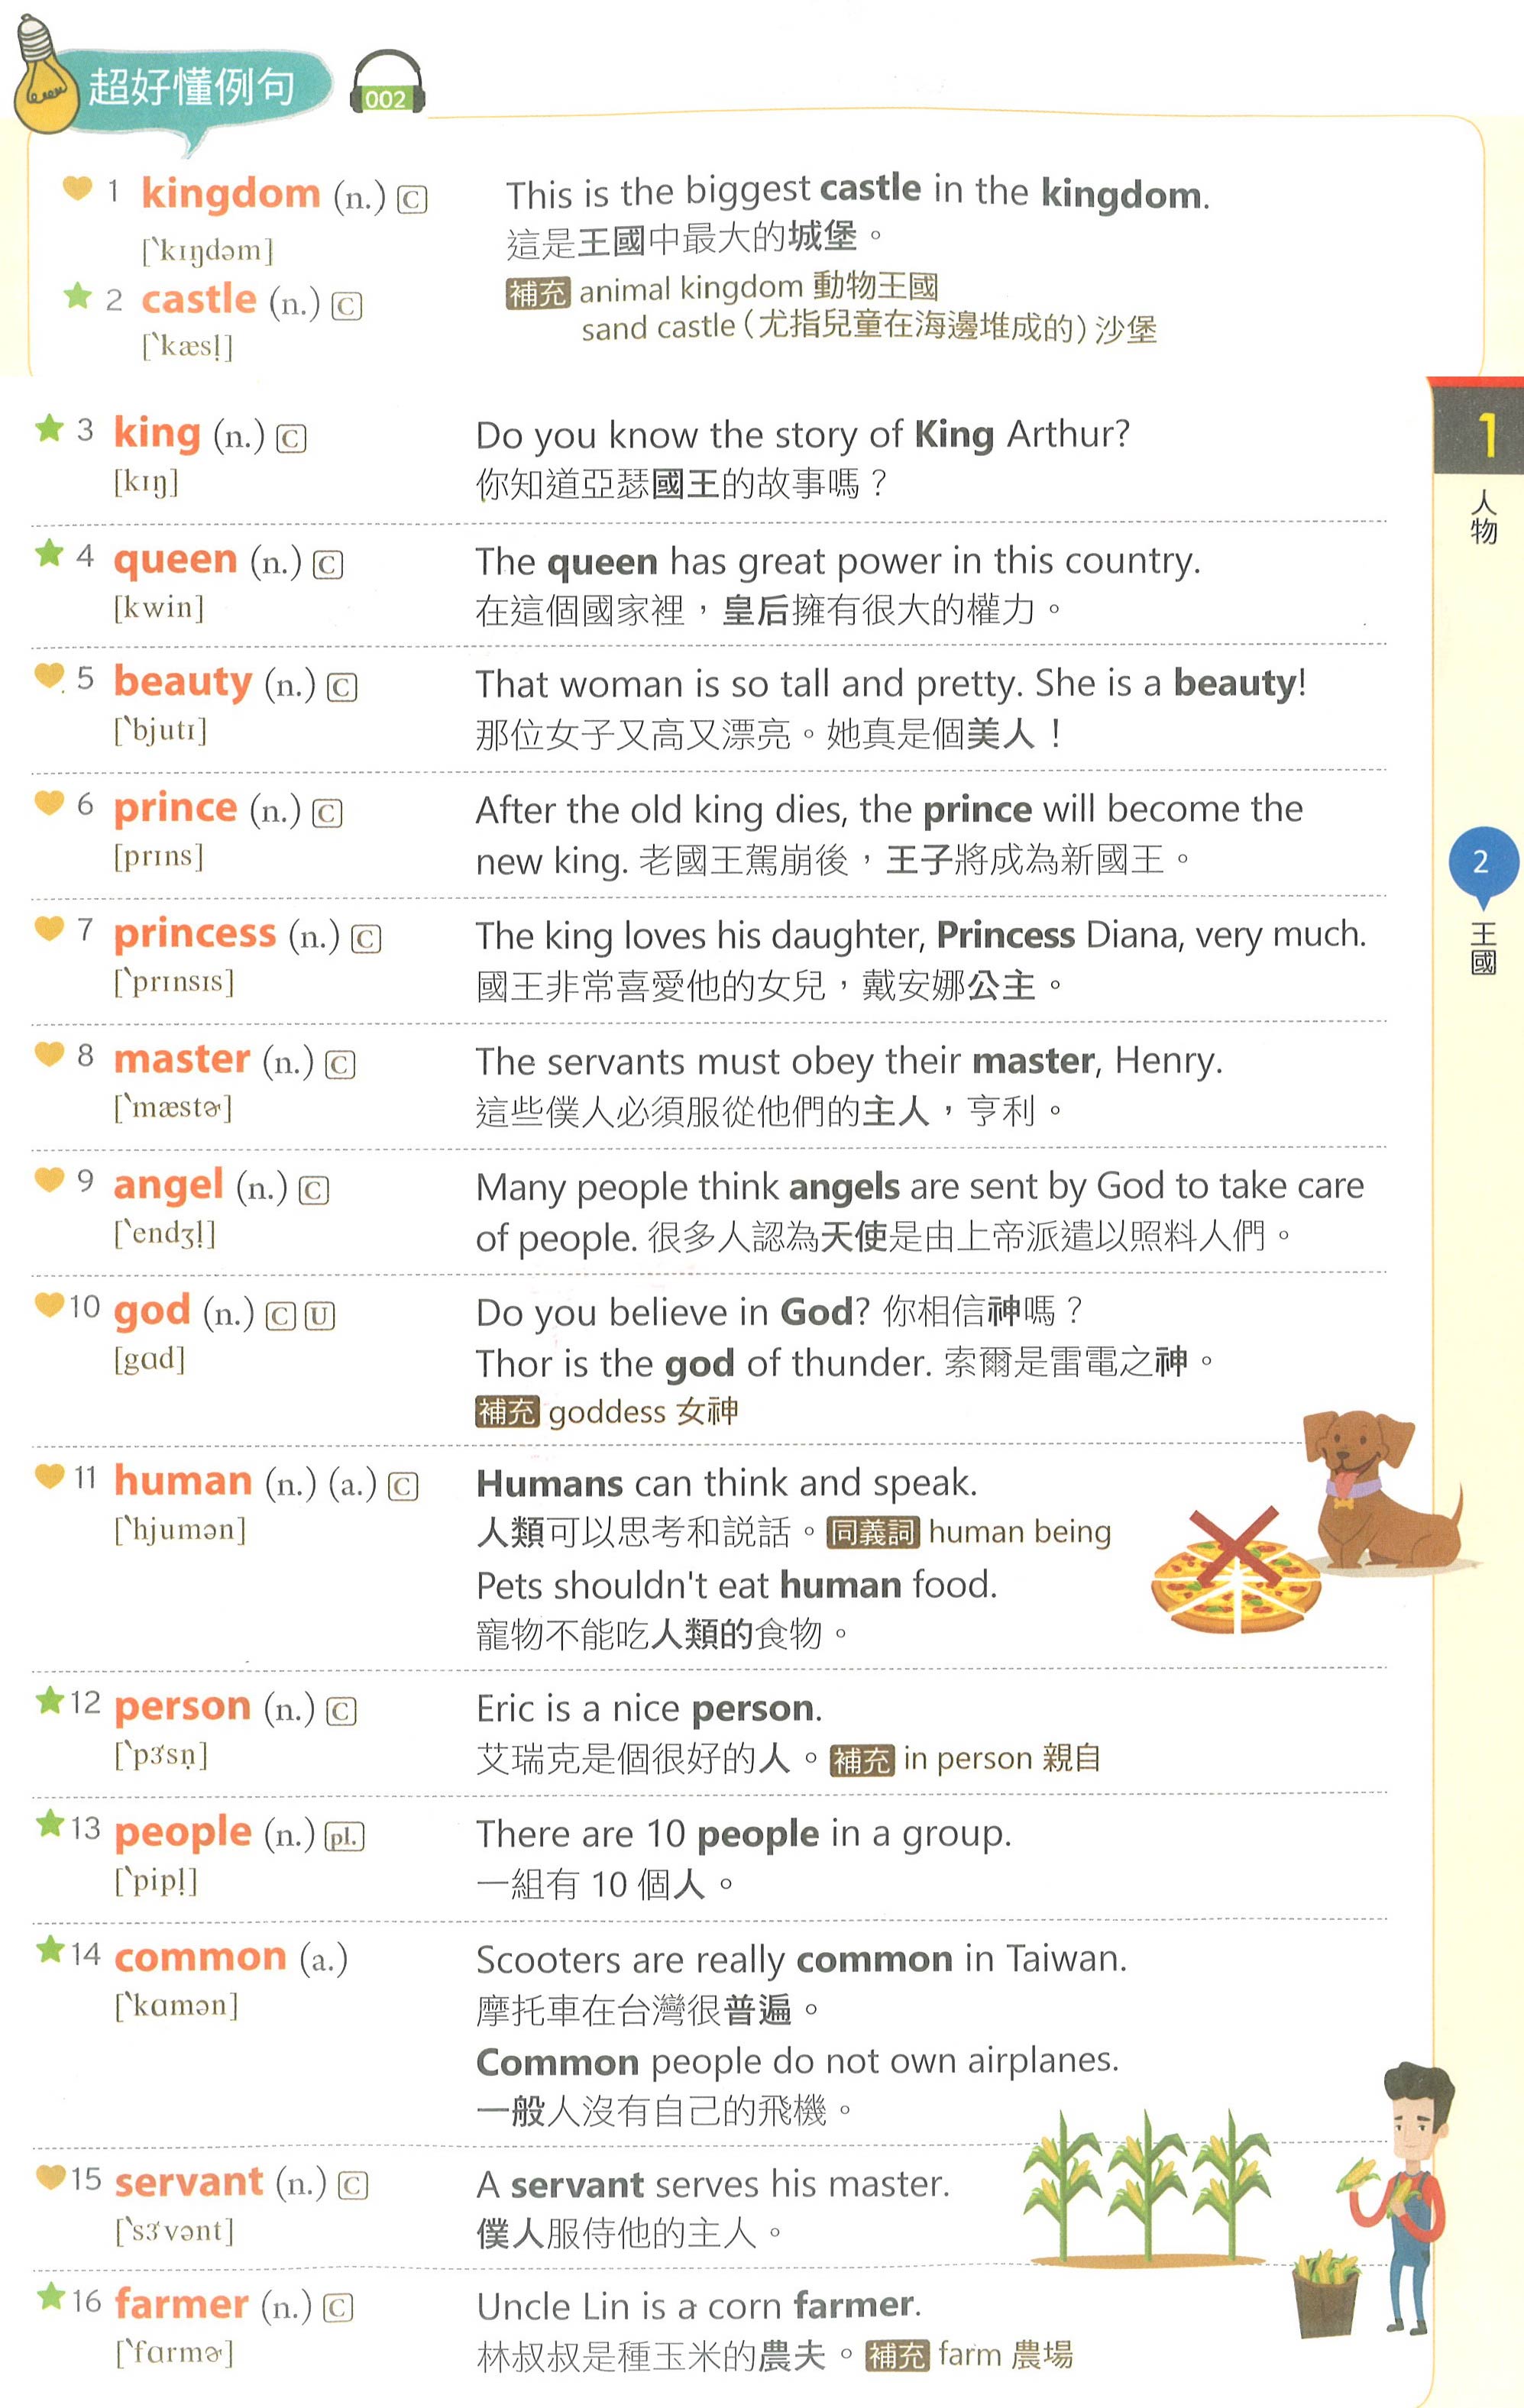 超好懂例句
002
1 kingdom (n.) C
[ˋkɪŋdəm]
2 castle (n.) C
[ˋkæsḷ]
This is the biggest castle in the kingdom.
這是王國中最大的城堡。
補充 animal kingdom 動物王國
sand castle（尤指兒童在海邊堆成的）沙堡
3 king (n.) C
[kɪŋ]
Do you know the story of King Arthur?
你知道亞瑟國王的故事嗎？
4 queen (n.) C
[kwin]
The queen has great power in this country.
在這個國家裡，皇后擁有很大的權力。
5 beauty (n.) C
[ˋbjutɪ]
That woman is so tall and pretty. She is a beauty!
那位女子又高又漂亮。她真是個美人！
6 prince (n.) C
[prɪns]
After the old king dies, the prince will become the
new king. 老國王駕崩後，王子將成為新國王。
7 princess (n.) C
[ˋprɪnsɪs]
The king loves his daughter, Princess Diana, very much.
國王非常喜愛他的女兒，戴安娜公主。
8 master (n.) C
[ˋmæstɚ]
The servants must obey their master, Henry.
這些僕人必須服從他們的主人，亨利。
9 angel (n.) C
[ˋendʒḷ]
Many people think angels are sent by God to take care
of people. 很多人認為天使是由上帝派遣以照料人們。
10 god (n.) C U
[gɑd]
Do you believe in God? 你相信神嗎？
Thor is the god of thunder. 索爾是雷電之神。
補充 goddess 女神
11 human (n.) (a.) C
[ˋhjumən]
Humans can think and speak.
人類可以思考和說話。同義詞 human being
Pets shouldn't eat human food.
寵物不能吃人類的食物。
12 person (n.) C
[ˋpɝsṇ]
Eric is a nice person.
艾瑞克是個很好的人。補充 in person 親自
13 people (n.) pl.
[ˋpipḷ]
There are 10 people in a group.
一組有 10 個人。
14 common (a.)
[ˋkɑmən]
Scooters are really common in Taiwan.
摩托車在台灣很普遍。
Common people do not own airplanes.
一般人沒有自己的飛機。
15 servant (n.) C
[ˋsɝvənt]
A servant serves his master.
僕人服侍他的主人。
16 farmer (n.) C
[ˋfɑrmɚ]
Uncle Lin is a corn farmer.
林叔叔是種玉米的農夫。補充 farm 農場
1
人物
2
王國